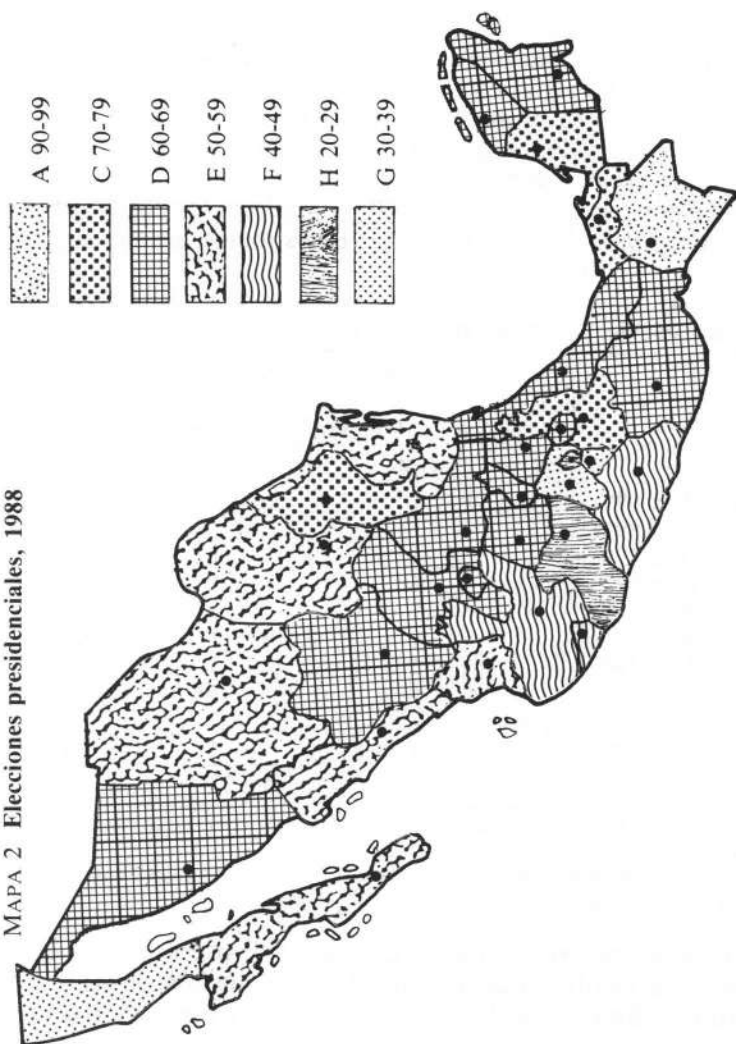 MAPA 2 Elecciones presidenciales, 1988
A 90-99
C 70-79
D 60-69
E 50-59
F 40-49
H 20-29
G 30-39